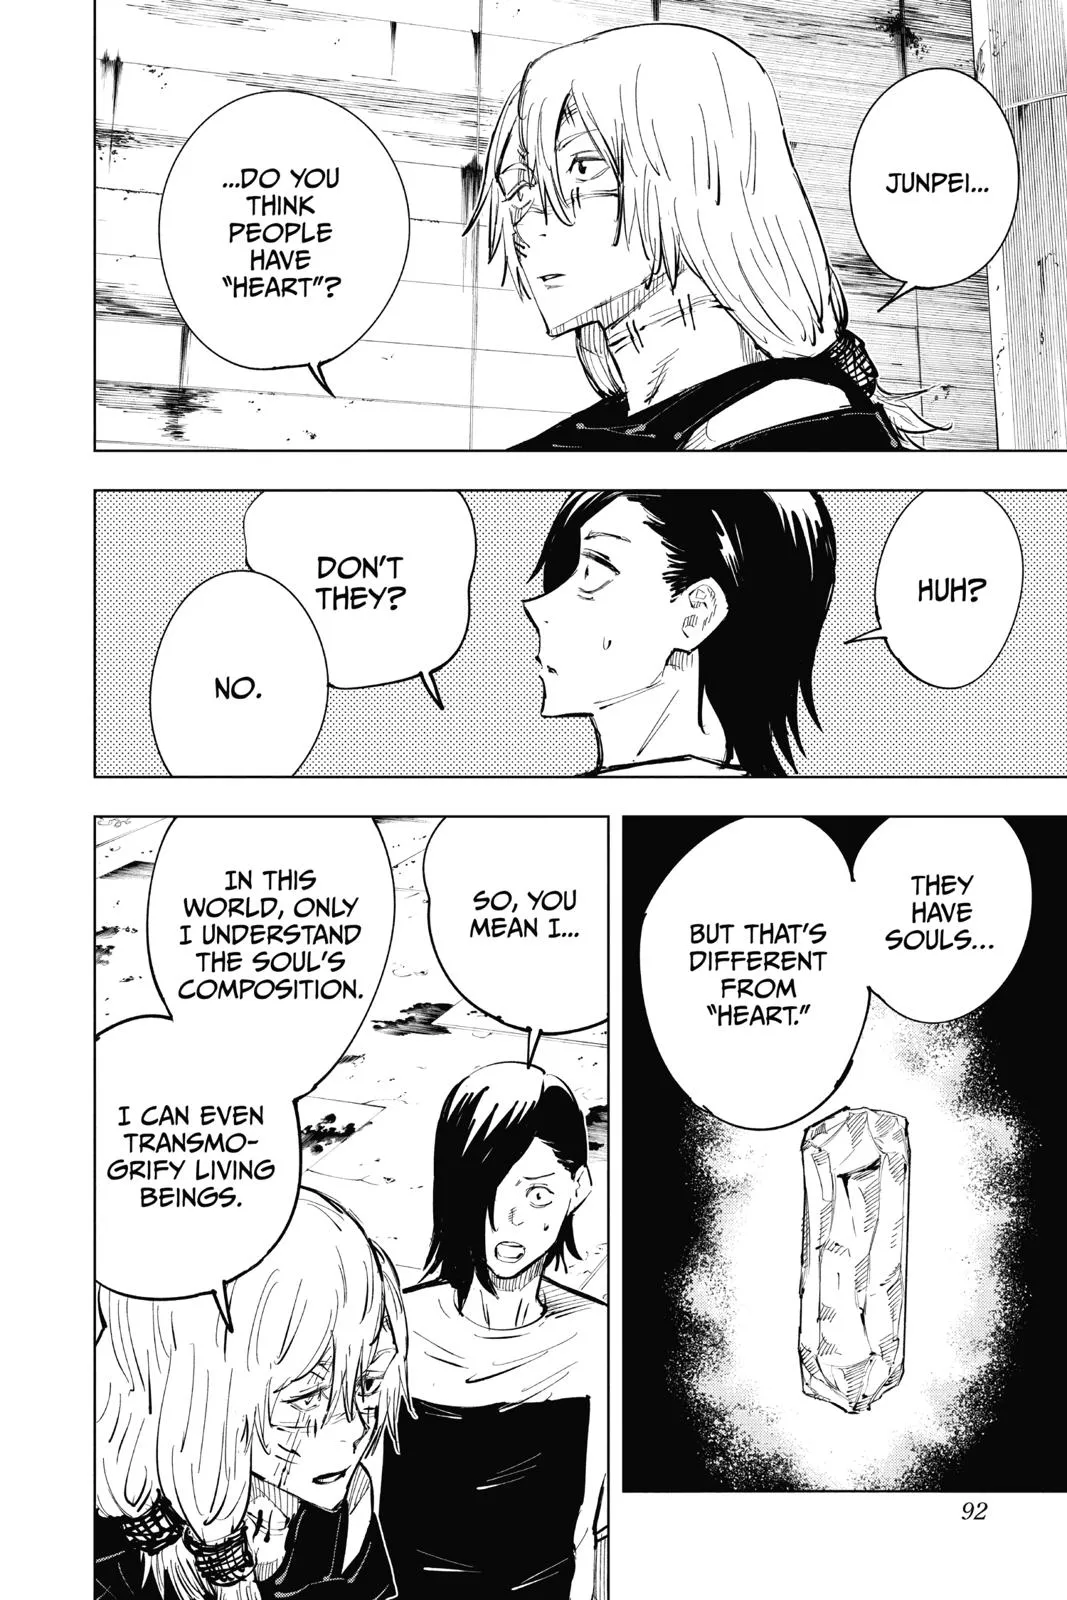 JUNPEI...
...DO YOU
THINK
PEOPLE
HAVE
"HEART"?
HUH?
DON'T
THEY?
NO.
THEY
HAVE
SOULS...
BUT THAT'S
DIFFERENT
FROM
"HEART."
SO, YOU
MEAN I...
IN THIS
WORLD, ONLY
I UNDERSTAND
THE SOUL'S
COMPOSITION.
I CAN EVEN
TRANSMO-
GRIFY LIVING
BEINGS.
92